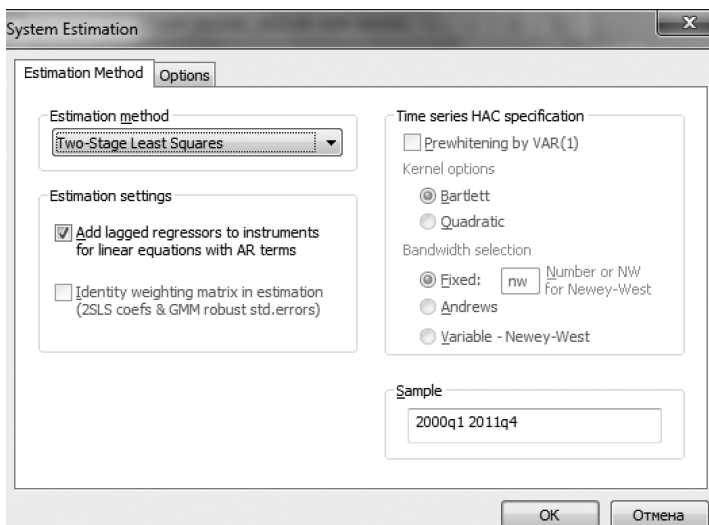 System Estimation
Estimation Method
Options
Estimation method
Two-Stage Least Squares
Estimation settings
Add lagged regressors to instruments
for linear equations with AR terms
Identity weighting matrix in estimation
(2SLS coefs & GMM robust std.errors)
Time series HAC specification
Prewhitening by VAR(1)
Kernel options
Bartlett
Quadratic
Bandwidth selection
Fixed: nw Number or NW
for Newey-West
Andrews
Variable - Newey-West
Sample
2000q1 2011q4
OK
Отмена